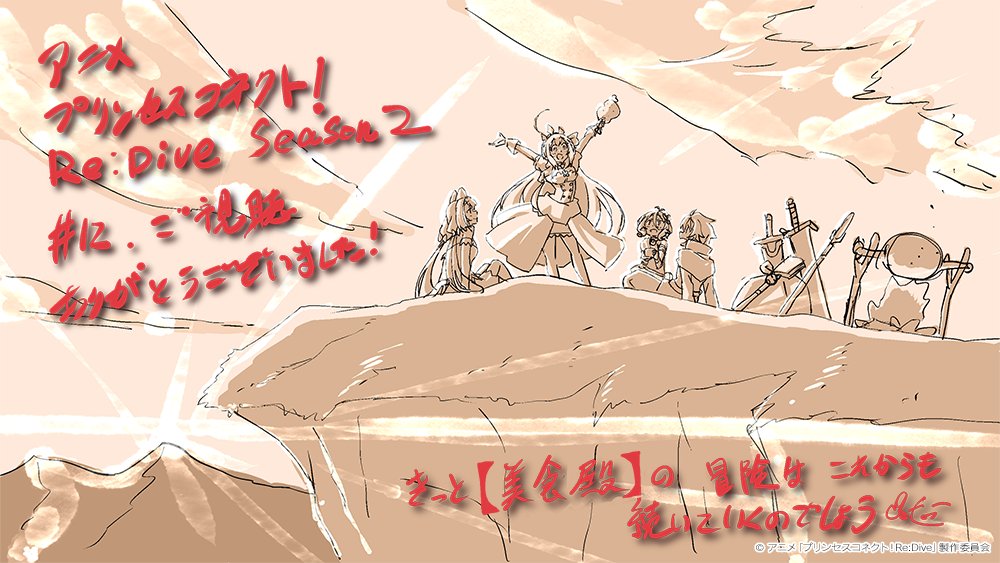 アニメ
プリンセスコネクト!
Re:Dive Season2
#12. ご視聴
ありがとうございました!
きっと【美食殿】の 冒険は これからも
続いていくのでしょう
© アニメ「プリンセスコネクト!Re:Dive」製作委員会